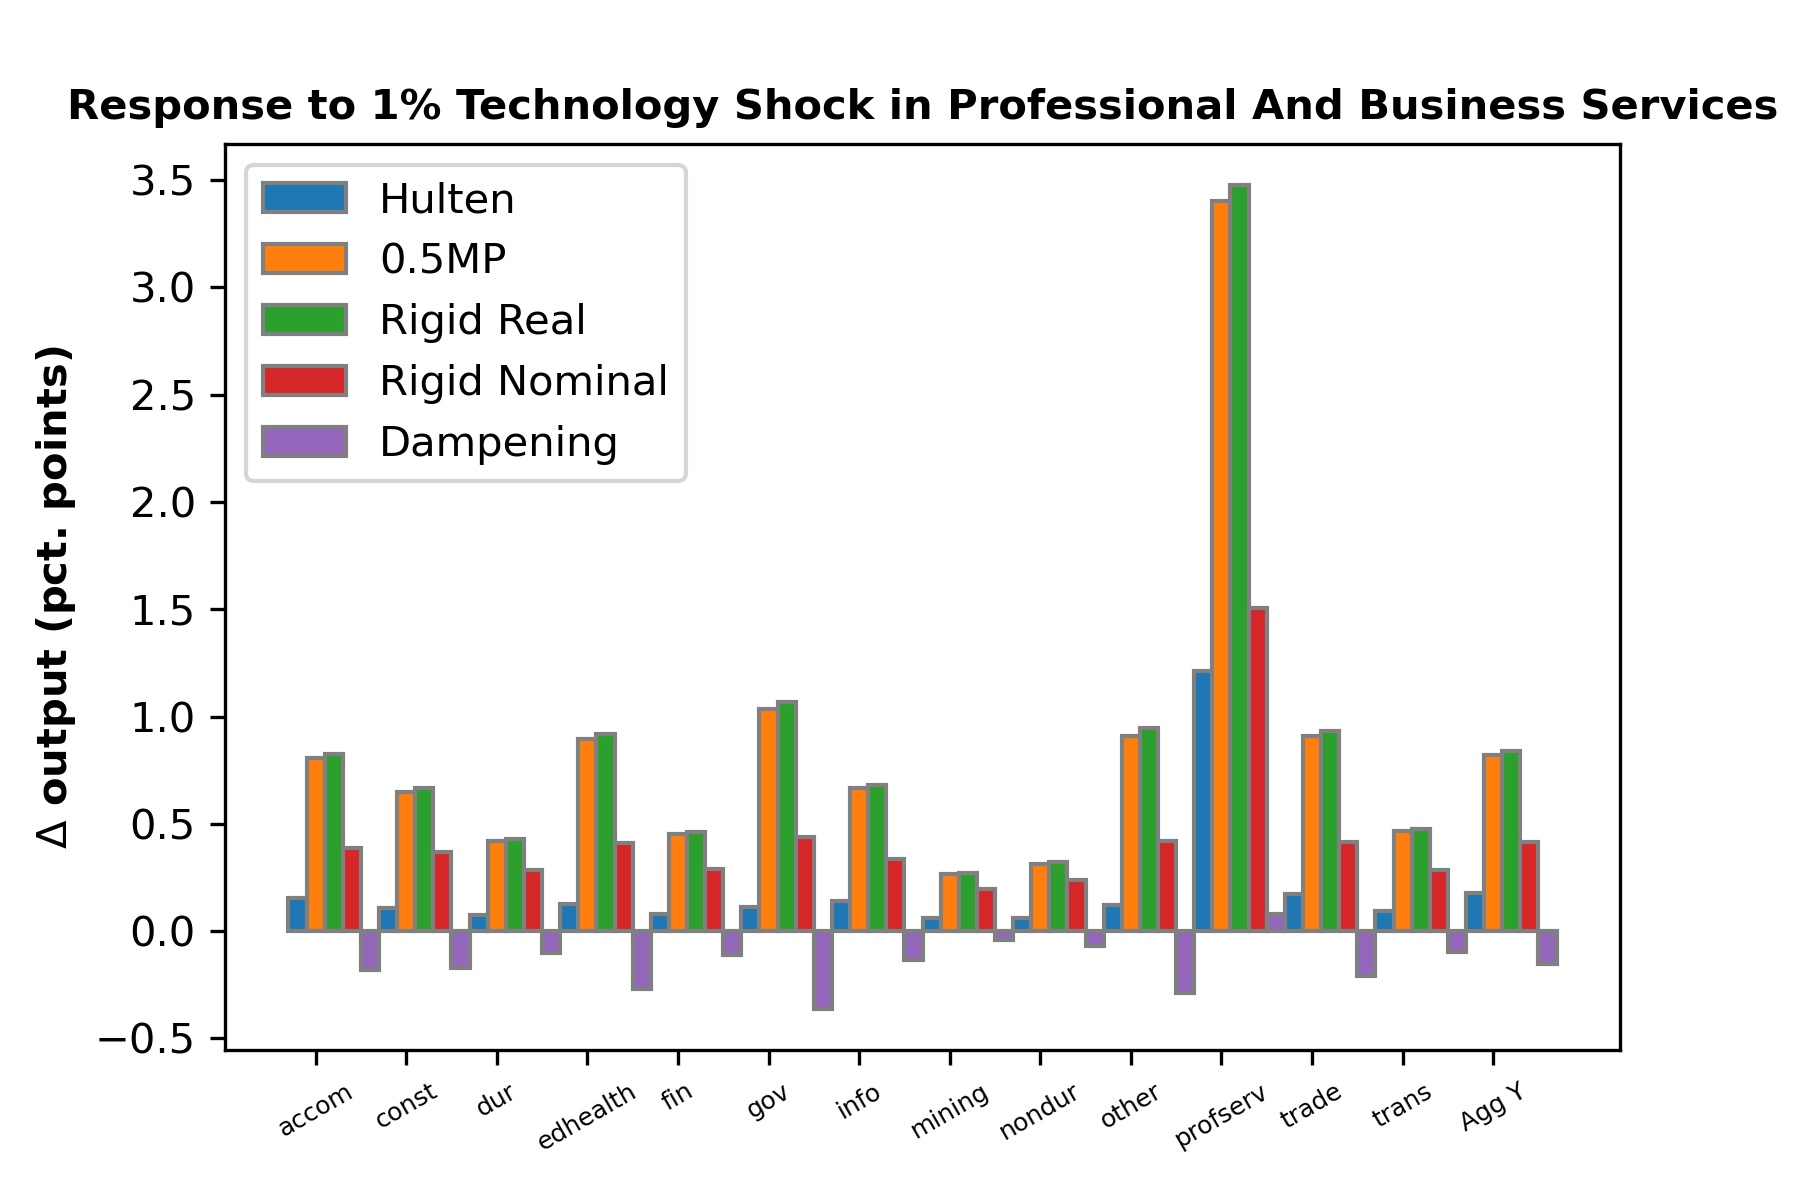 Response to 1% Technology Shock in Professional And Business Services
Δ output (pct. points)
3.5
3.0
2.5
2.0
1.5
1.0
0.5
0.0
−0.5
Hulten
0.5MP
Rigid Real
Rigid Nominal
Dampening
accom
const
dur
edhealth
fin
gov
info
mining
nondur
other
profserv
trade
trans
Agg Y